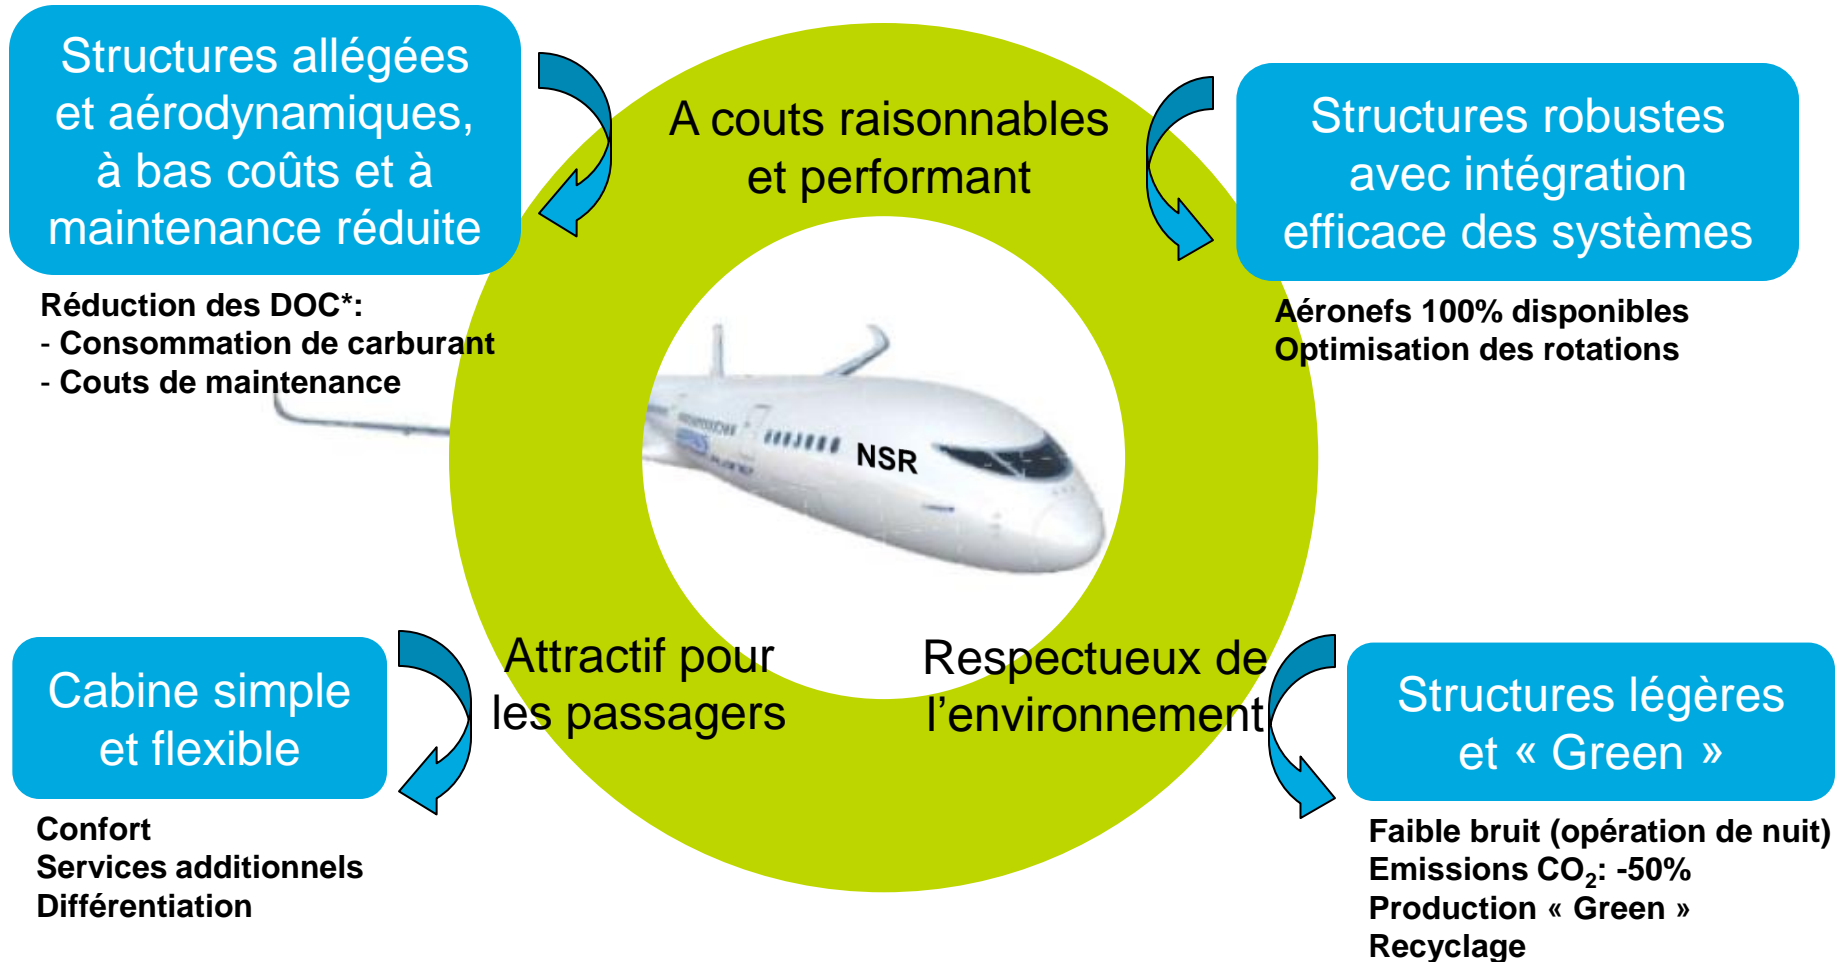 Structures allégées
et aérodynamiques,
à bas coûts et à
maintenance réduite
Réduction des DOC*:
- Consommation de carburant
- Couts de maintenance
A couts raisonnables
et performant
Structures robustes
avec intégration
efficace des systèmes
Aéronefs 100% disponibles
Optimisation des rotations
NSR
Cabine simple
et flexible
Confort
Services additionnels
Différentiation
Attractif pour
les passagers
Respectueux de
l’environnement
Structures légères
et « Green »
Faible bruit (opération de nuit)
Emissions CO₂: -50%
Production « Green »
Recyclage